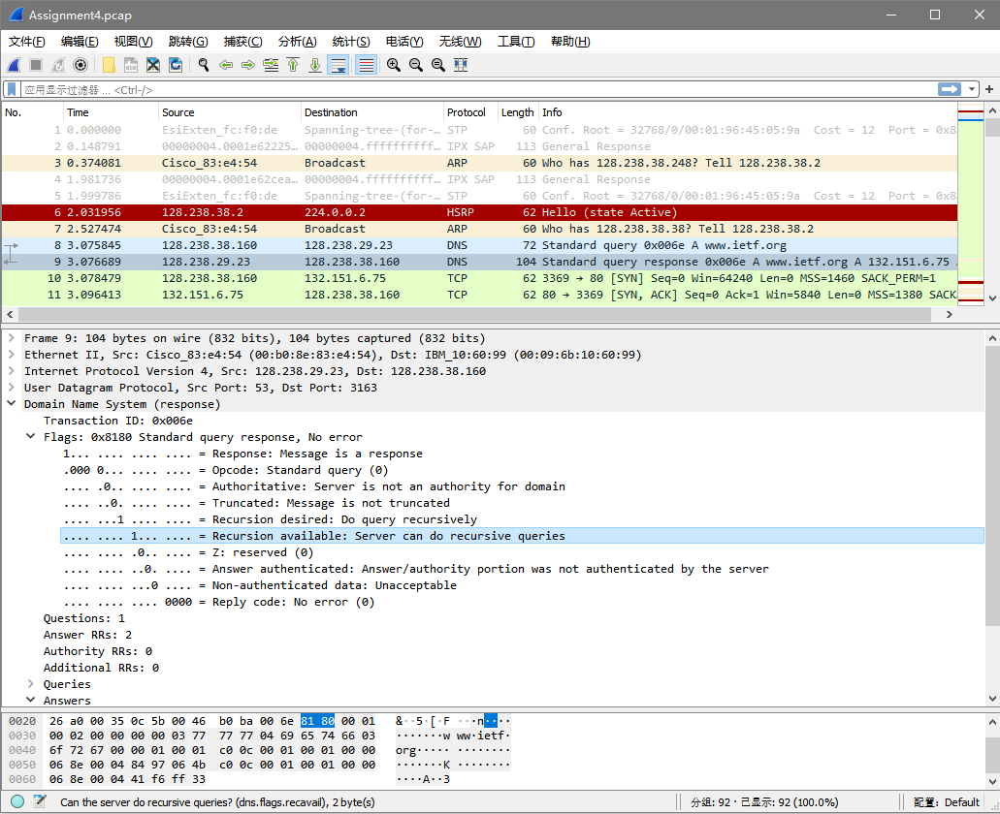 Assignment4.pcap
文件(F) 编辑(E) 视图(V) 跳转(G) 捕获(C) 分析(A) 统计(S) 电话(Y) 无线(W) 工具(T) 帮助(H)
应用显示过滤器 … <Ctrl-/>
No. Time Source Destination Protocol Length Info
1 0.000000 EsiExten_fc:f0:de Spanning-tree-(for-… STP 60 Conf. Root = 32768/0/00:01:96:45:05:9a Cost = 12 Port = 0x8
2 0.148791 00000004.0001e62225… 00000004.ffffffffff… IPX SAP 113 General Response
3 0.374081 Cisco_83:e4:54 Broadcast ARP 60 Who has 128.238.38.248? Tell 128.238.38.2
4 1.981736 00000004.0001e62cea… 00000004.ffffffffff… IPX SAP 113 General Response
5 1.999786 EsiExten_fc:f0:de Spanning-tree-(for-… STP 60 Conf. Root = 32768/0/00:01:96:45:05:9a Cost = 12 Port = 0x8
6 2.031956 128.238.38.2 224.0.0.2 HSRP 62 Hello (state Active)
7 2.527474 Cisco_83:e4:54 Broadcast ARP 60 Who has 128.238.38.38? Tell 128.238.38.2
8 3.075845 128.238.38.160 128.238.29.23 DNS 72 Standard query 0x006e A www.ietf.org
9 3.076689 128.238.29.23 128.238.38.160 DNS 104 Standard query response 0x006e A www.ietf.org A 132.151.6.75
10 3.078479 128.238.38.160 132.151.6.75 TCP 62 3369 → 80 [SYN] Seq=0 Win=64240 Len=0 MSS=1460 SACK_PERM=1
11 3.096413 132.151.6.75 128.238.38.160 TCP 62 80 → 3369 [SYN, ACK] Seq=0 Ack=1 Win=5840 Len=0 MSS=1380 SACK
Frame 9: 104 bytes on wire (832 bits), 104 bytes captured (832 bits)
Ethernet II, Src: Cisco_83:e4:54 (00:b0:8e:83:e4:54), Dst: IBM_10:60:99 (00:09:6b:10:60:99)
Internet Protocol Version 4, Src: 128.238.29.23, Dst: 128.238.38.160
User Datagram Protocol, Src Port: 53, Dst Port: 3163
Domain Name System (response)
Transaction ID: 0x006e
Flags: 0x8180 Standard query response, No error
1... .... .... .... = Response: Message is a response
.000 0... .... .... = Opcode: Standard query (0)
.... .0.. .... .... = Authoritative: Server is not an authority for domain
.... ..0. .... .... = Truncated: Message is not truncated
.... ...1 .... .... = Recursion desired: Do query recursively
.... .... 1... .... = Recursion available: Server can do recursive queries
.... .... .0.. .... = Z: reserved (0)
.... .... ..0. .... = Answer authenticated: Answer/authority portion was not authenticated by the server
.... .... ...0 .... = Non-authenticated data: Unacceptable
.... .... .... 0000 = Reply code: No error (0)
Questions: 1
Answer RRs: 2
Authority RRs: 0
Additional RRs: 0
Queries
Answers
0020 26 a0 00 35 0c 5b 00 46 b0 ba 00 6e 81 80 00 01 &··5·[·F ···n····
0030 00 02 00 00 00 00 03 77 77 77 04 69 65 74 66 03 ·······w ww·ietf·
0040 6f 72 67 00 00 01 00 01 c0 0c 00 01 00 01 00 00 org····· ········
0050 06 8e 00 04 84 97 06 4b c0 0c 00 01 00 01 00 00 ·······K ········
0060 06 8e 00 04 41 f6 ff 33 ····A··3
Can the server do recursive queries? (dns.flags.recavail), 2 byte(s) 分组: 92 · 已显示: 92 (100.0%) 配置: Default